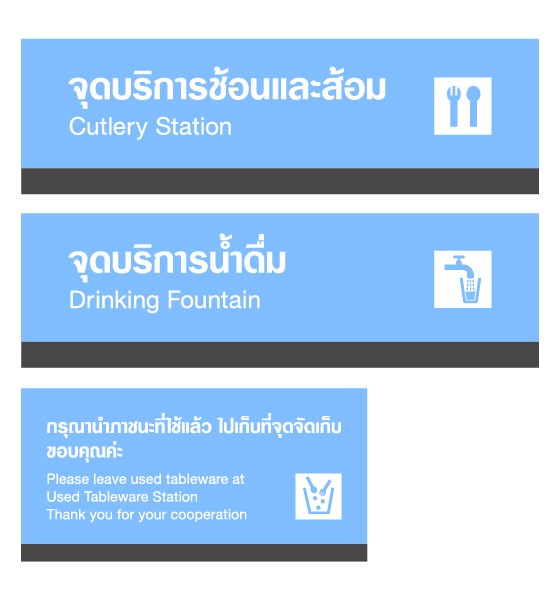 จุดบริการช้อนและส้อม
Cutlery Station
จุดบริการน้ำดื่ม
Drinking Fountain
กรุณานำภาชนะที่ใช้แล้ว ไปเก็บที่จุดจัดเก็บ
ขอบคุณค่ะ
Please leave used tableware at
Used Tableware Station
Thank you for your cooperation